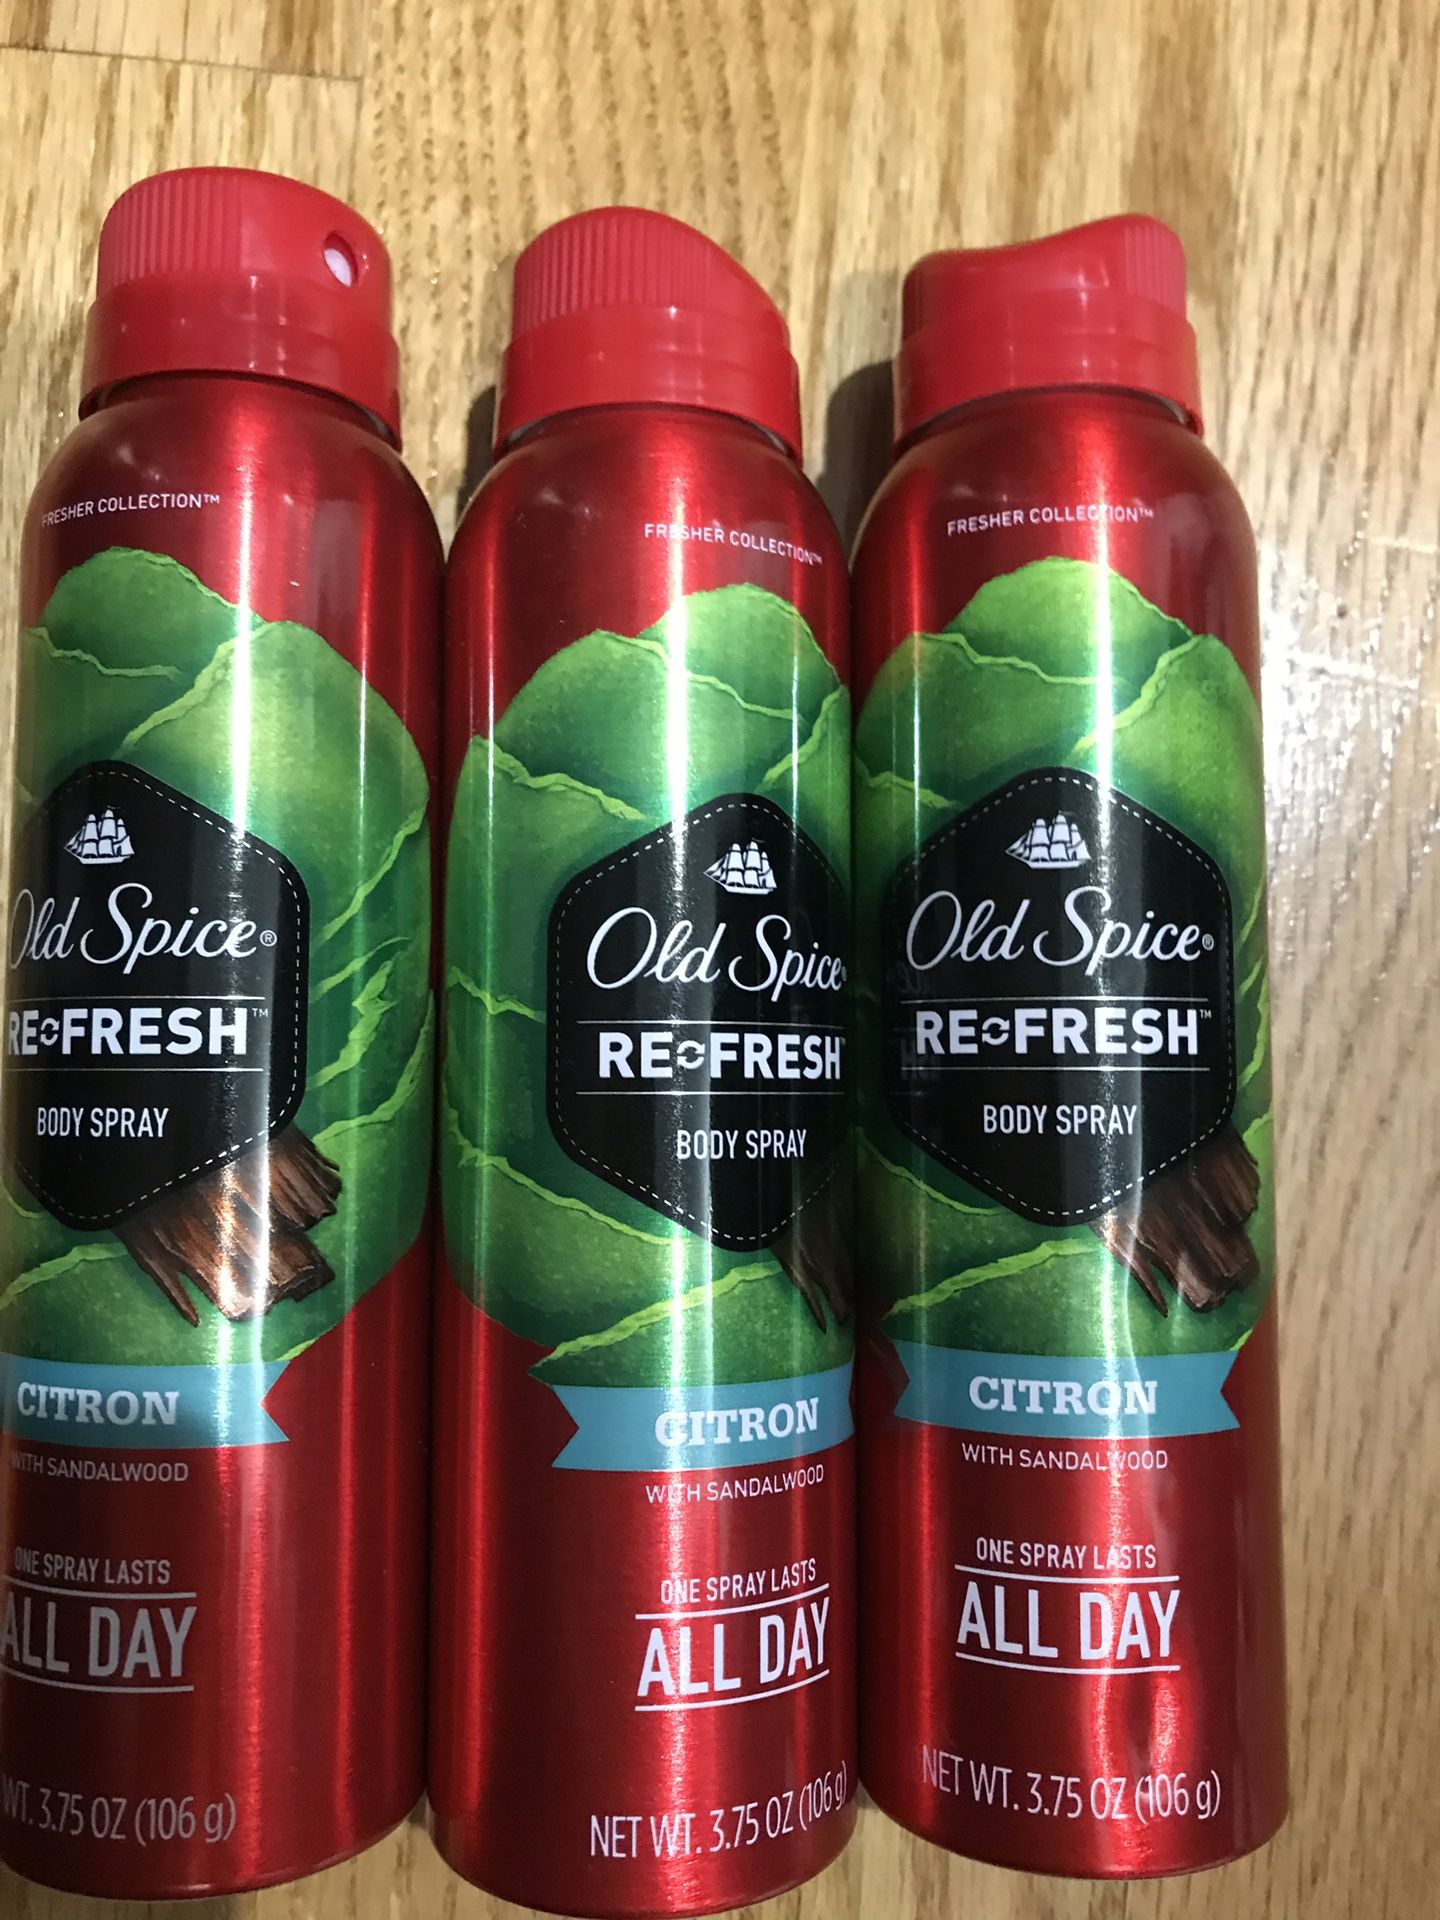 FRESHER COLLECTION™
Old Spice®
RE FRESH™
BODY SPRAY
CITRON
WITH SANDALWOOD
ONE SPRAY LASTS
ALL DAY
WT. 3.75 OZ (106 g)
FRESHER COLLECTION™
Old Spice®
RE FRESH™
BODY SPRAY
CITRON
WITH SANDALWOOD
ONE SPRAY LASTS
ALL DAY
NET WT. 3.75 OZ (106 g)
FRESHER COLLECTION™
Old Spice®
RE FRESH™
BODY SPRAY
CITRON
WITH SANDALWOOD
ONE SPRAY LASTS
ALL DAY
NET WT. 3.75 OZ (106 g)